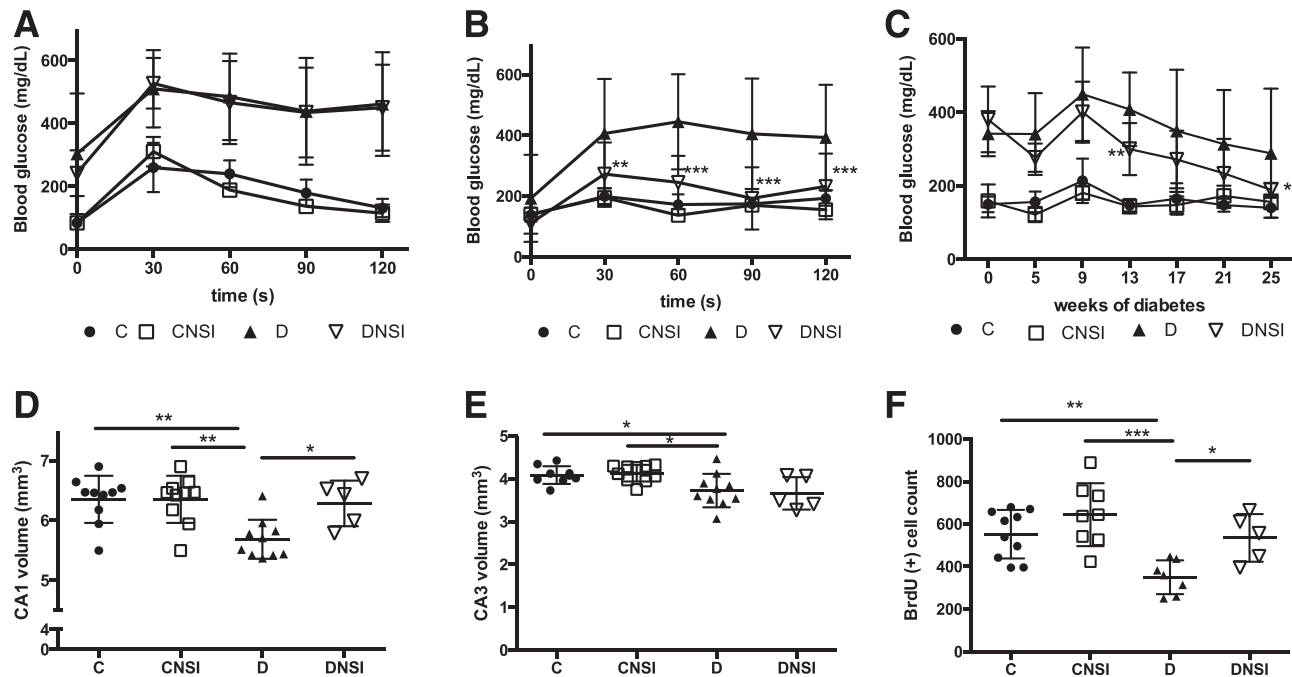 A
Blood glucose (mg/dL)
600
400
200
0
0 30 60 90 120
time (s)
C CNSI D DNSI
B
Blood glucose (mg/dL)
600
400
200
0
**
***
***
***
0 30 60 90 120
time (s)
C CNSI D DNSI
C
Blood glucose (mg/dL)
600
400
200
0
**
*
0 5 9 13 17 21 25
weeks of diabetes
C CNSI D DNSI
D
CA1 volume (mm³)
7
6
5
4
0
**
**
*
C CNSI D DNSI
E
CA3 volume (mm³)
5
4
3
2
1
0
*
*
C CNSI D DNSI
F
BrdU (+) cell count
1000
800
600
400
200
0
**
***
*
C CNSI D DNSI